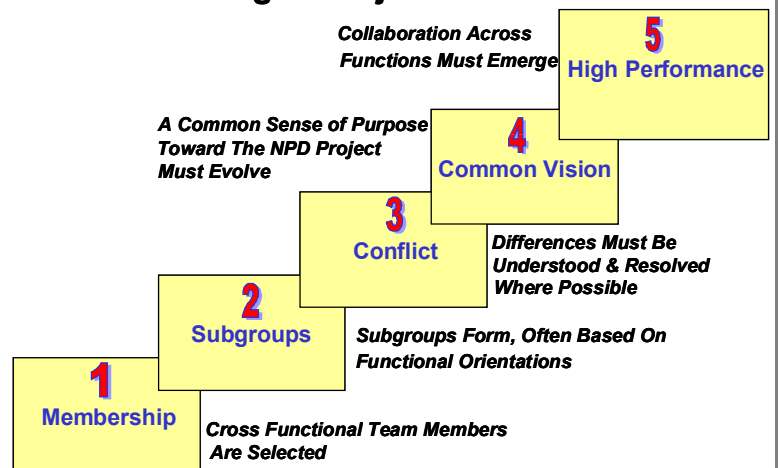 Collaboration Across
Functions Must Emerge
5
High Performance
A Common Sense of Purpose
Toward The NPD Project
Must Evolve
4
Common Vision
3
Conflict
Differences Must Be
Understood & Resolved
Where Possible
2
Subgroups
Subgroups Form, Often Based On
Functional Orientations
1
Membership
Cross Functional Team Members
Are Selected